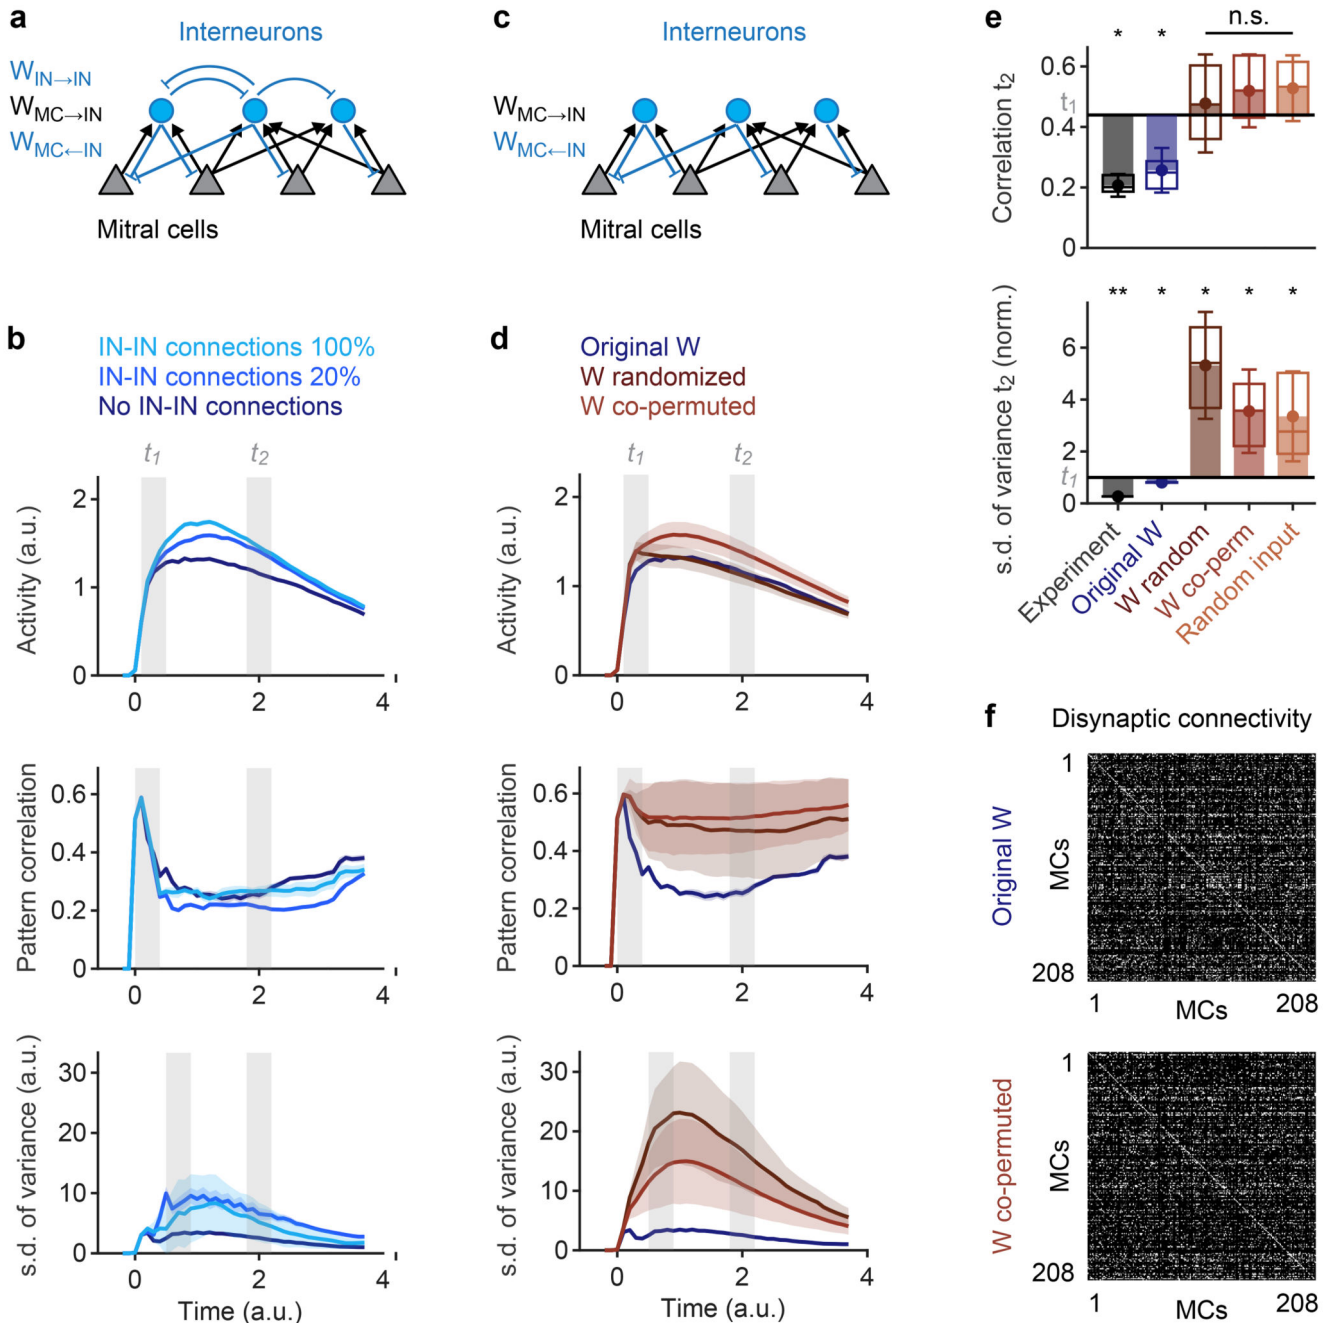 a
Interneurons
W IN→IN
W MC→IN
W MC←IN
Mitral cells
b
IN-IN connections 100%
IN-IN connections 20%
No IN-IN connections
t1
t2
Activity (a.u.)
2
1
0
0
2
4
Pattern correlation
0.6
0.4
0.2
0
0
2
4
s.d. of variance (a.u.)
30
20
10
0
0
2
4
Time (a.u.)
c
Interneurons
W MC→IN
W MC←IN
Mitral cells
d
Original W
W randomized
W co-permuted
t1
t2
Activity (a.u.)
2
1
0
0
2
4
Pattern correlation
0.6
0.4
0.2
0
0
2
4
s.d. of variance (a.u.)
30
20
10
0
0
2
4
Time (a.u.)
e
n.s.
* *
Correlation t2
0.6
t1
0.4
0.2
0
** * * * *
s.d. of variance t2 (norm.)
6
4
2
t1
0
Experiment
Original W
W random
W co-perm
Random input
f
Disynaptic connectivity
Original W
MCs
1
208
1
MCs
208
W co-permuted
MCs
1
208
1
MCs
208